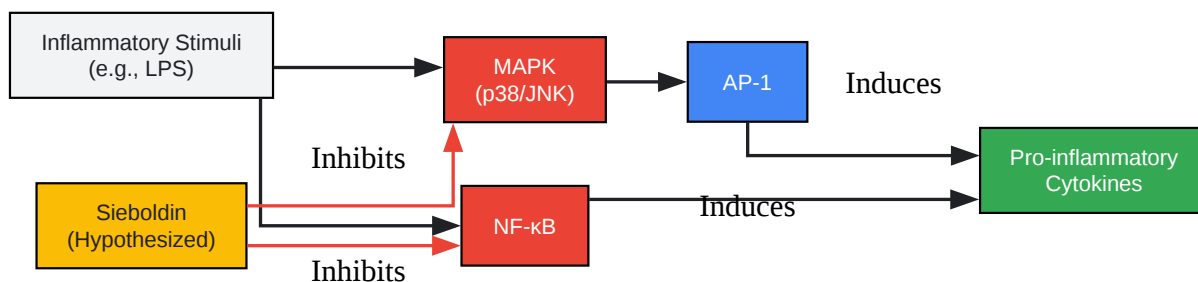 Inflammatory Stimuli
(e.g., LPS)
MAPK
(p38/JNK)
AP-1
Induces
Inhibits
Pro-inflammatory
Cytokines
Sieboldin
(Hypothesized)
NF-κB
Induces
Inhibits